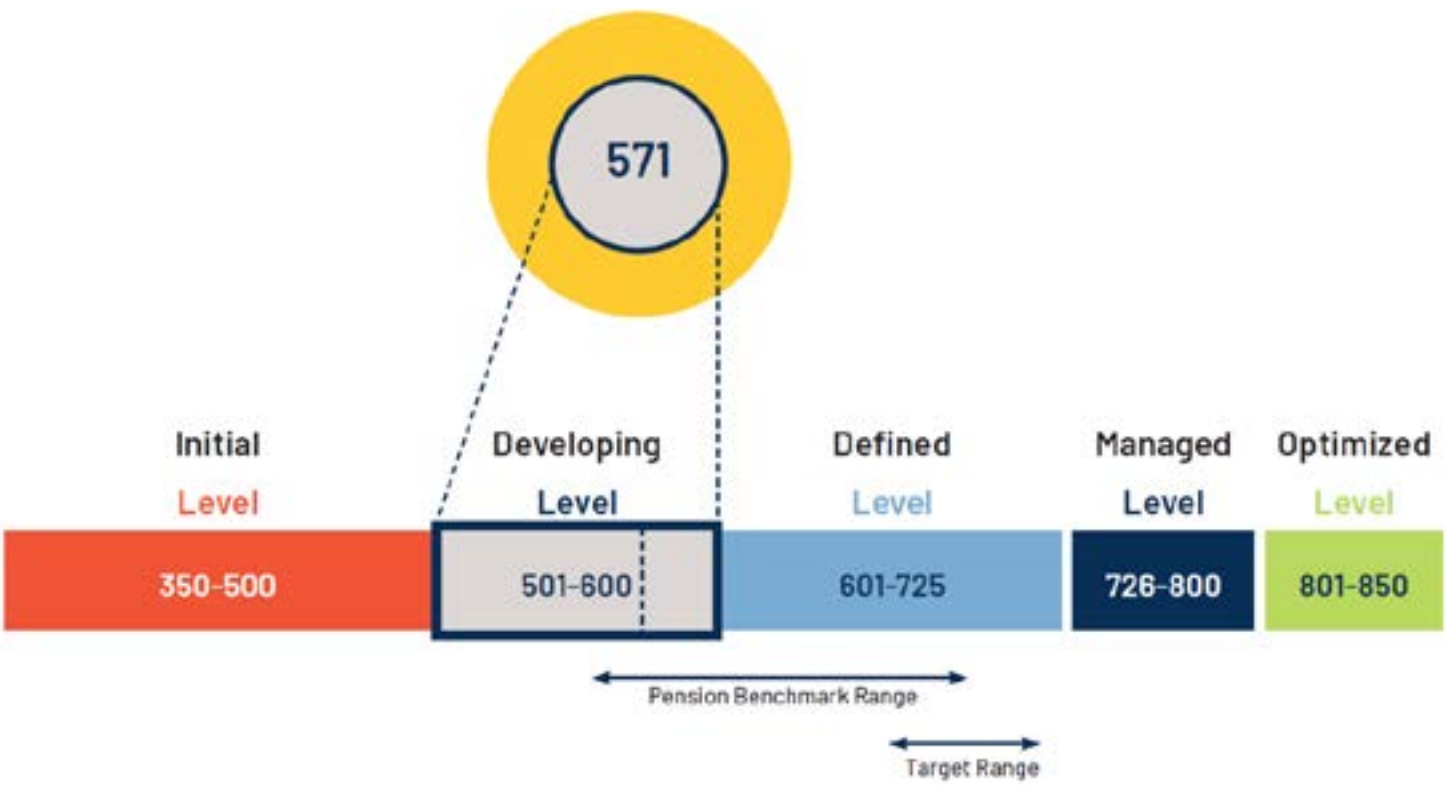 571
Initial Developing Defined Managed Optimized
Level Level Level Level Level
350-500 501-600 601-725 726-800 801-850
Pension Benchmark Range
Target Range